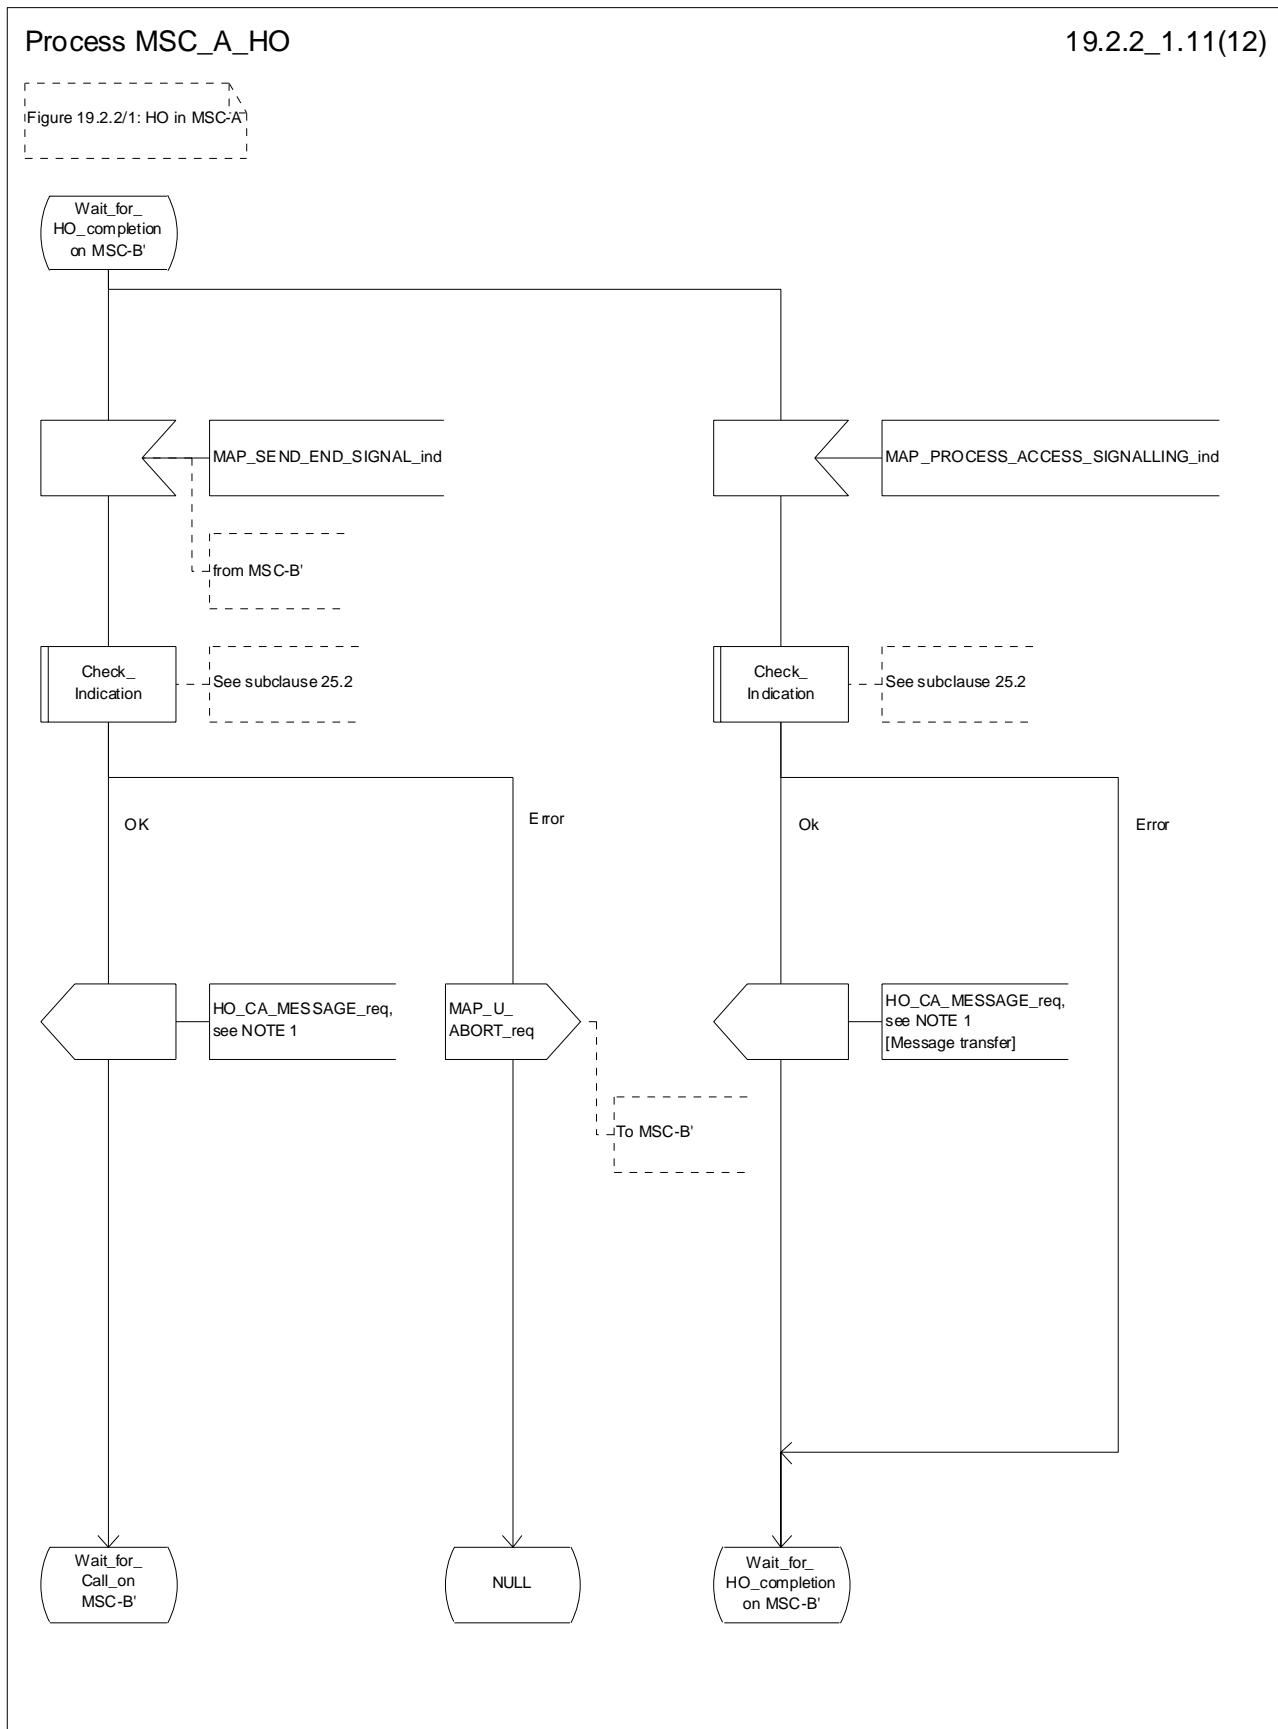 Process MSC_A_HO
19.2.2_1.11(12)
Figure 19.2.2/1: HO in MSC-A
Wait_for_
HO_completion
on MSC-B'
MAP_SEND_END_SIGNAL_ind
MAP_PROCESS_ACCESS_SIGNALLING_ind
from MSC-B'
Check_
Indication
See subclause 25.2
Check_
Indication
See subclause 25.2
OK
Error
Ok
Error
HO_CA_MESSAGE_req,
see NOTE 1
MAP_U_
ABORT_req
HO_CA_MESSAGE_req,
see NOTE 1
[Message transfer]
To MSC-B'
Wait_for_
Call_on
MSC-B'
NULL
Wait_for_
HO_completion
on MSC-B'